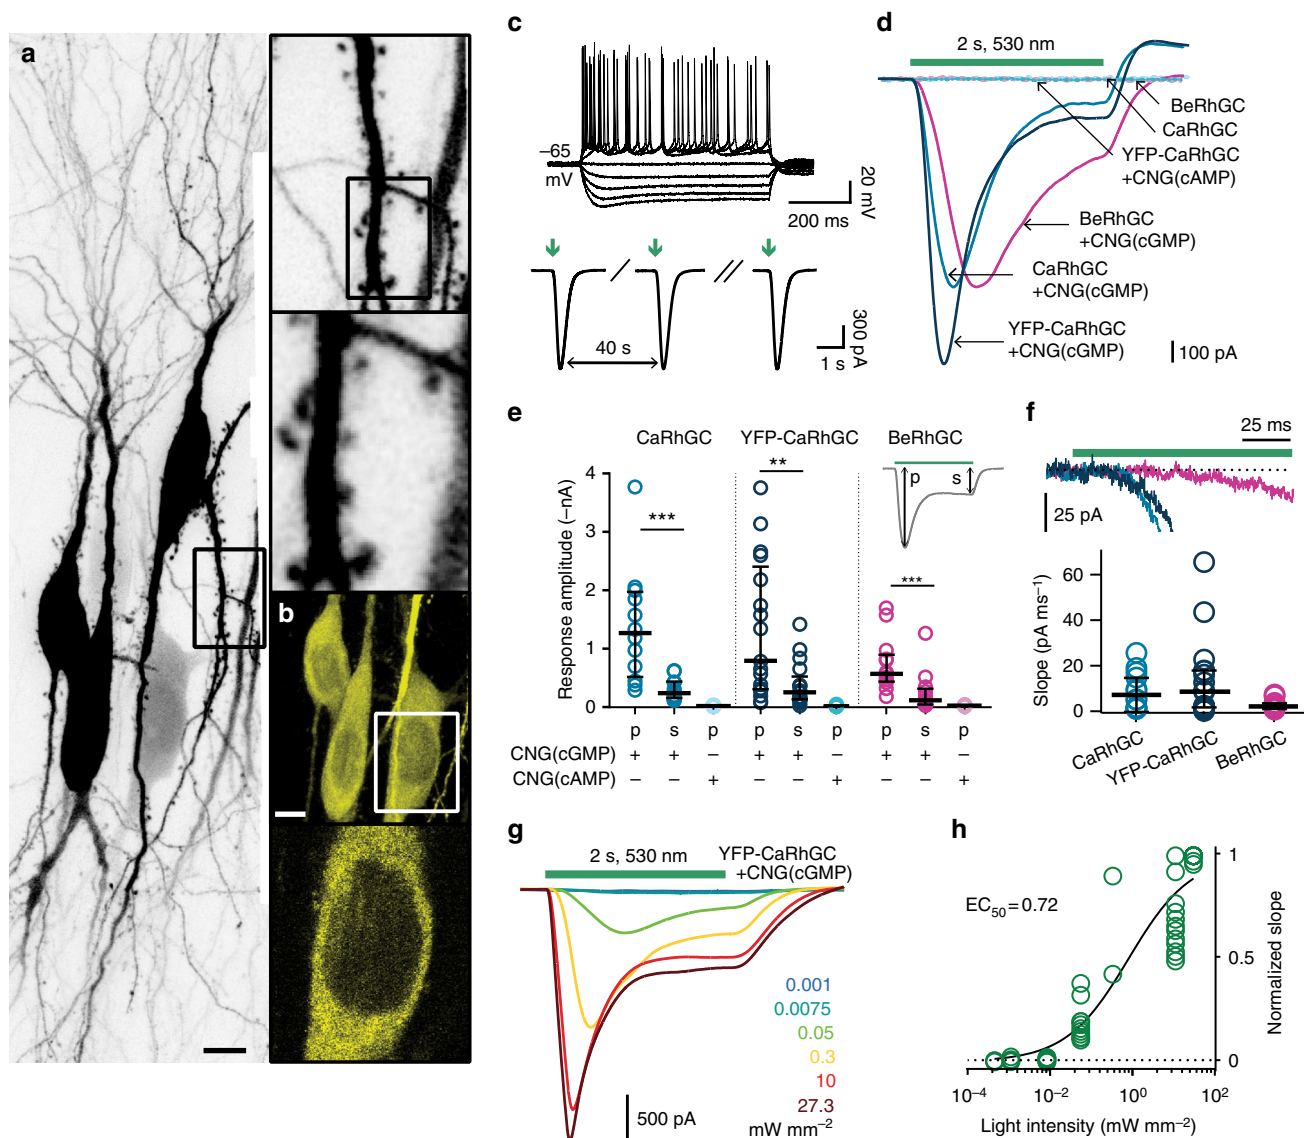 a
b
c
−65
mV
20 mV
200 ms
40 s
300 pA
1 s
d
2 s, 530 nm
BeRhGC
CaRhGC
YFP-CaRhGC
+CNG(cAMP)
BeRhGC
+CNG(cGMP)
CaRhGC
+CNG(cGMP)
YFP-CaRhGC
+CNG(cGMP)
100 pA
e
CaRhGC
YFP-CaRhGC
BeRhGC
Response amplitude (−nA)
4
3
2
1
0
***
**
***
p
s
p s p p s p p s p
CNG(cGMP) + + − + + − + + −
CNG(cAMP) − − + − − + − − +
f
25 ms
25 pA
Slope (pA ms−1)
60
40
20
0
CaRhGC
YFP-CaRhGC
BeRhGC
g
2 s, 530 nm
YFP-CaRhGC
+CNG(cGMP)
0.001
0.0075
0.05
0.3
10
27.3
mW mm−2
500 pA
h
EC50=0.72
1
0.5
0
Normalized slope
10−4 10−2 100 102
Light intensity (mW mm−2)